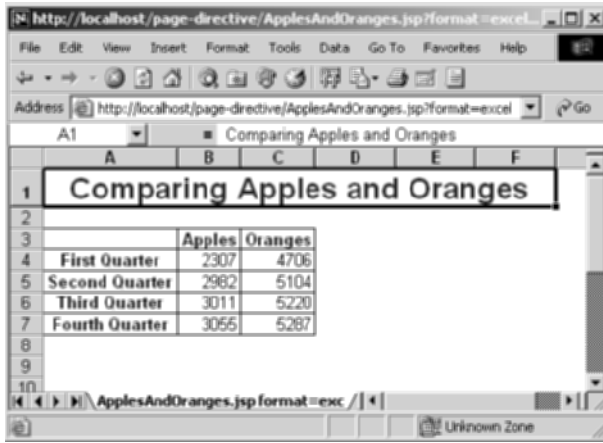 http://localhost/page-directive/ApplesAndOranges.jsp?format=excel...
File Edit View Insert Format Tools Data Go To Favorites Help
Address http://localhost/page-directive/ApplesAndOranges.jsp?format=excel Go
A1 = Comparing Apples and Oranges
A B C D E F
1 Comparing Apples and Oranges
2
3 Apples Oranges
4 First Quarter 2307 4706
5 Second Quarter 2982 5104
6 Third Quarter 3011 5220
7 Fourth Quarter 3055 5287
8
9
10
ApplesAndOranges.jsp format=exc
Unknown Zone